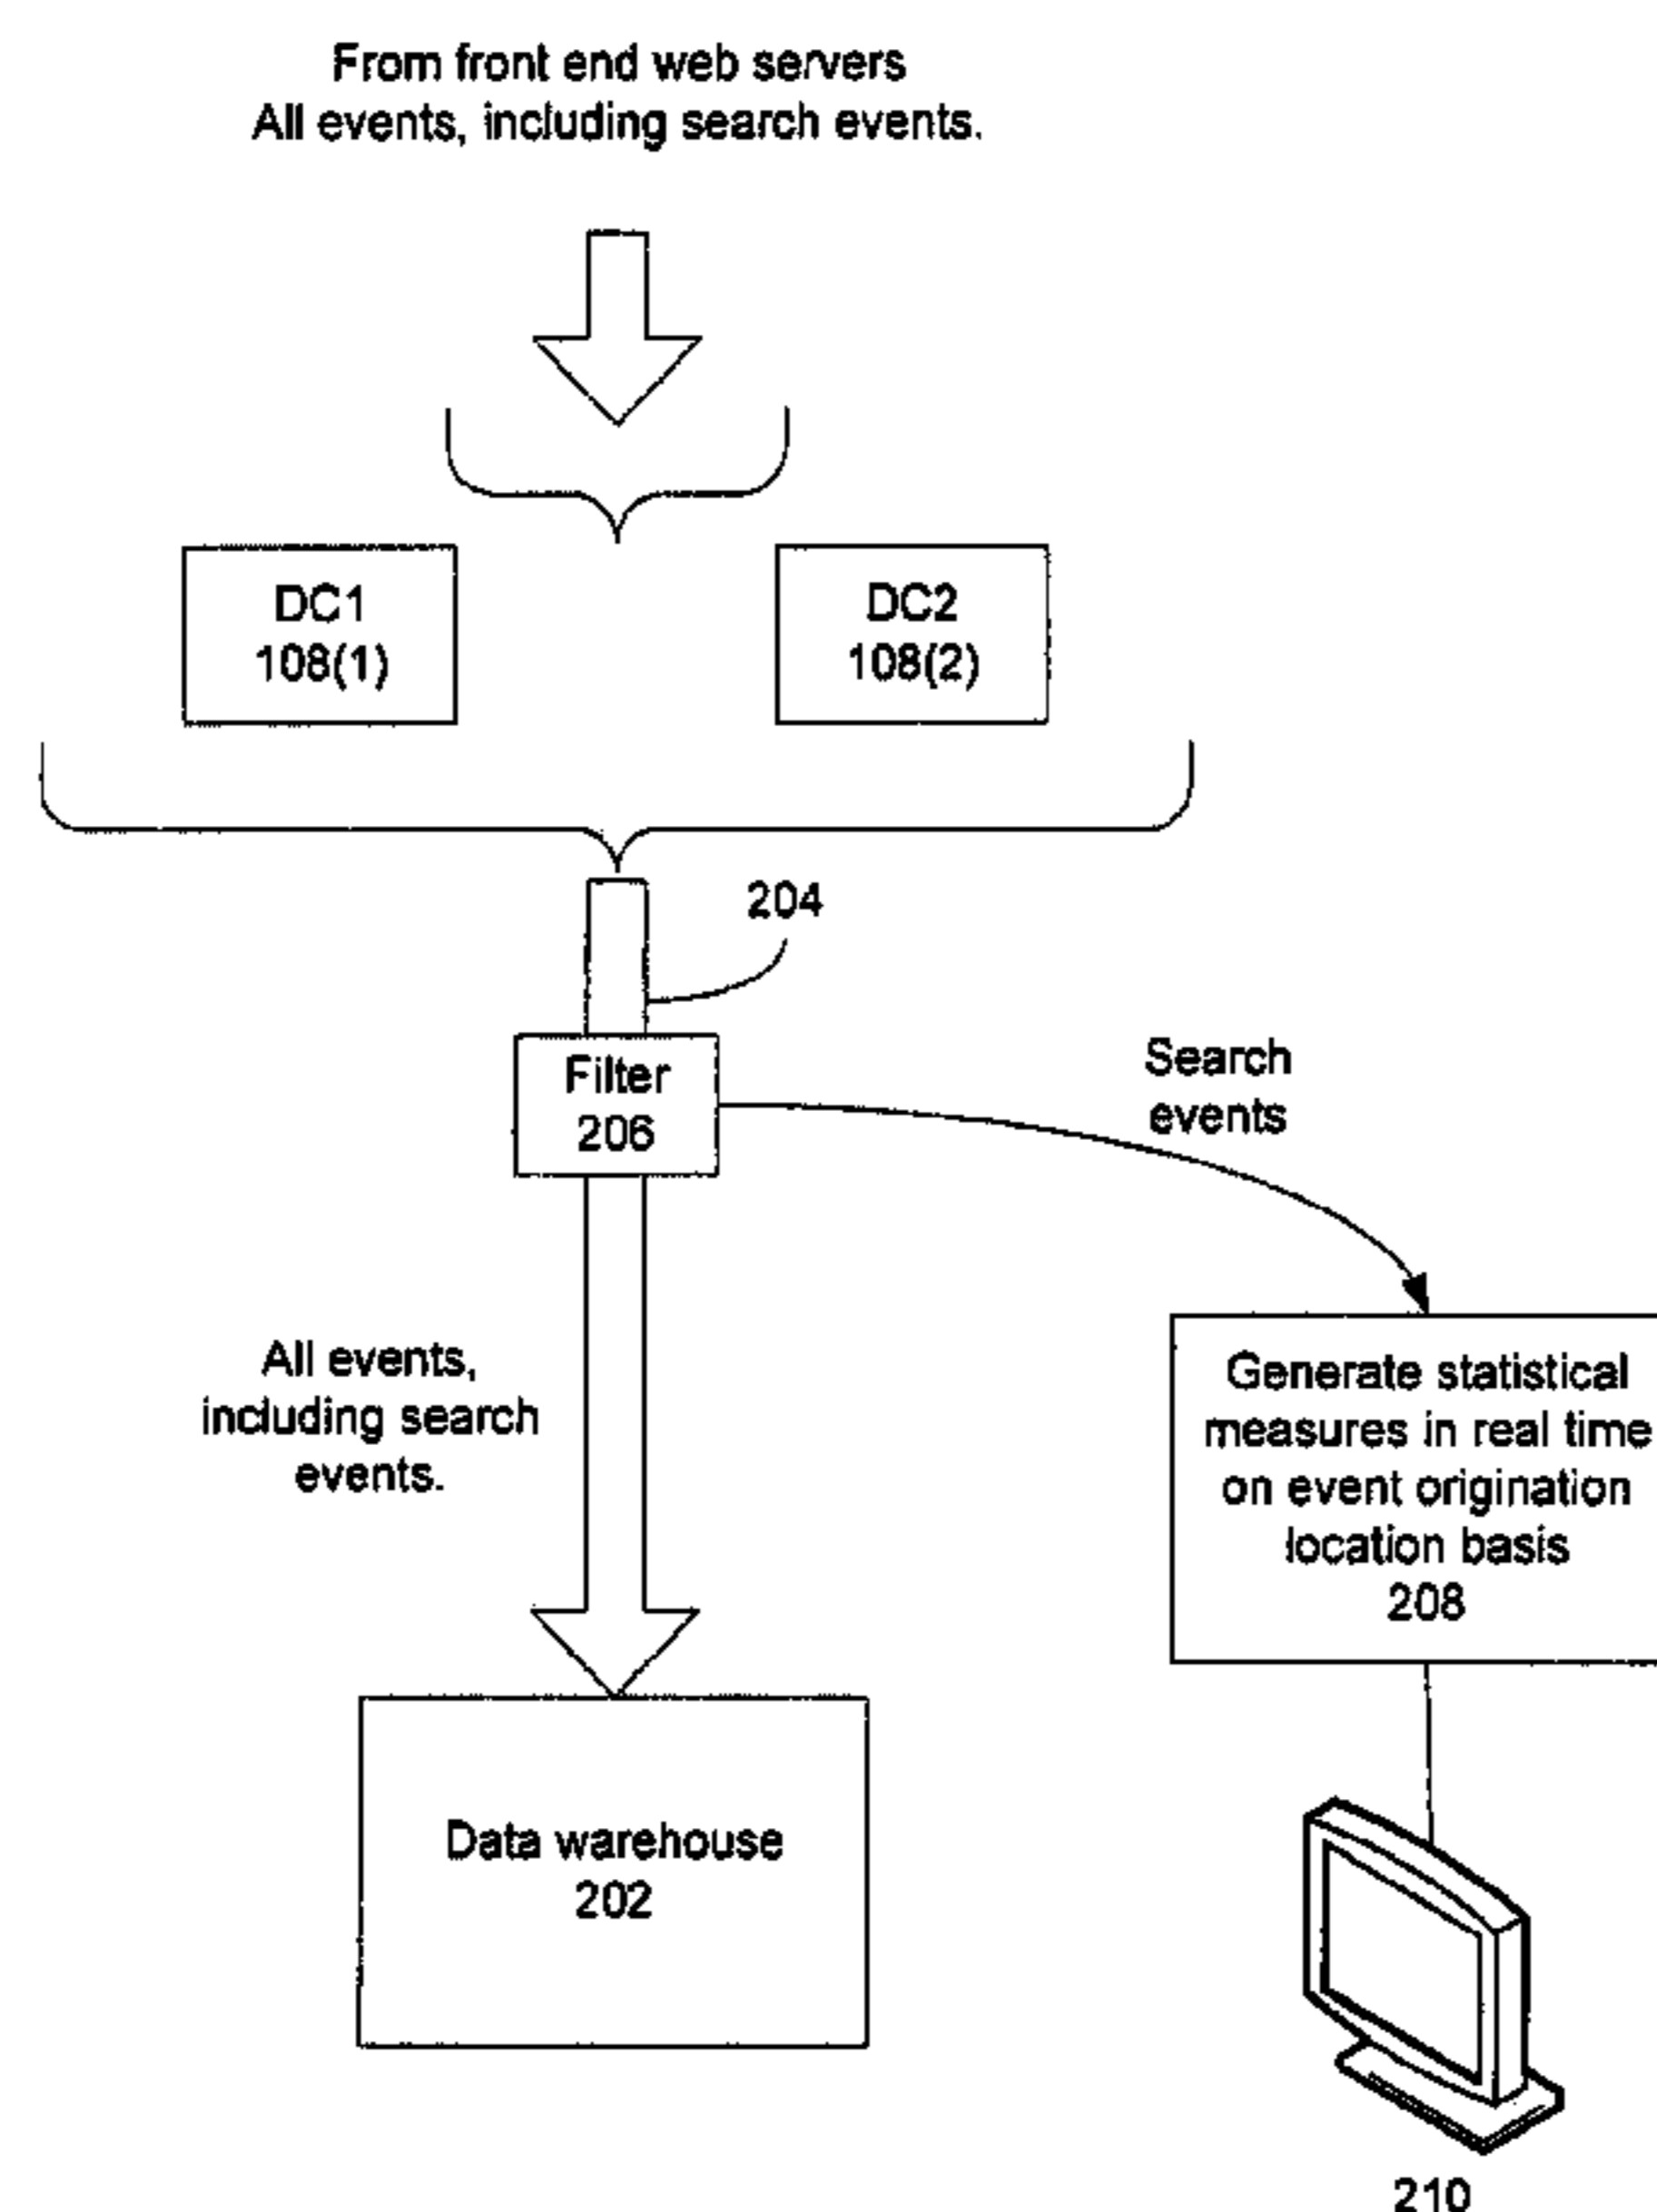 From front end web servers
All events, including search events.
DC1
108(1)
DC2
108(2)
204
Filter
206
Search
events
All events,
including search
events.
Generate statistical
measures in real time
on event origination
location basis
208
Data warehouse
202
210